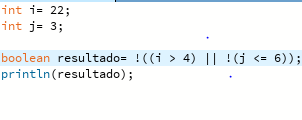 int i= 22;
int j= 3;
boolean resultado= !((i > 4) || !(j <= 6));
println(resultado);